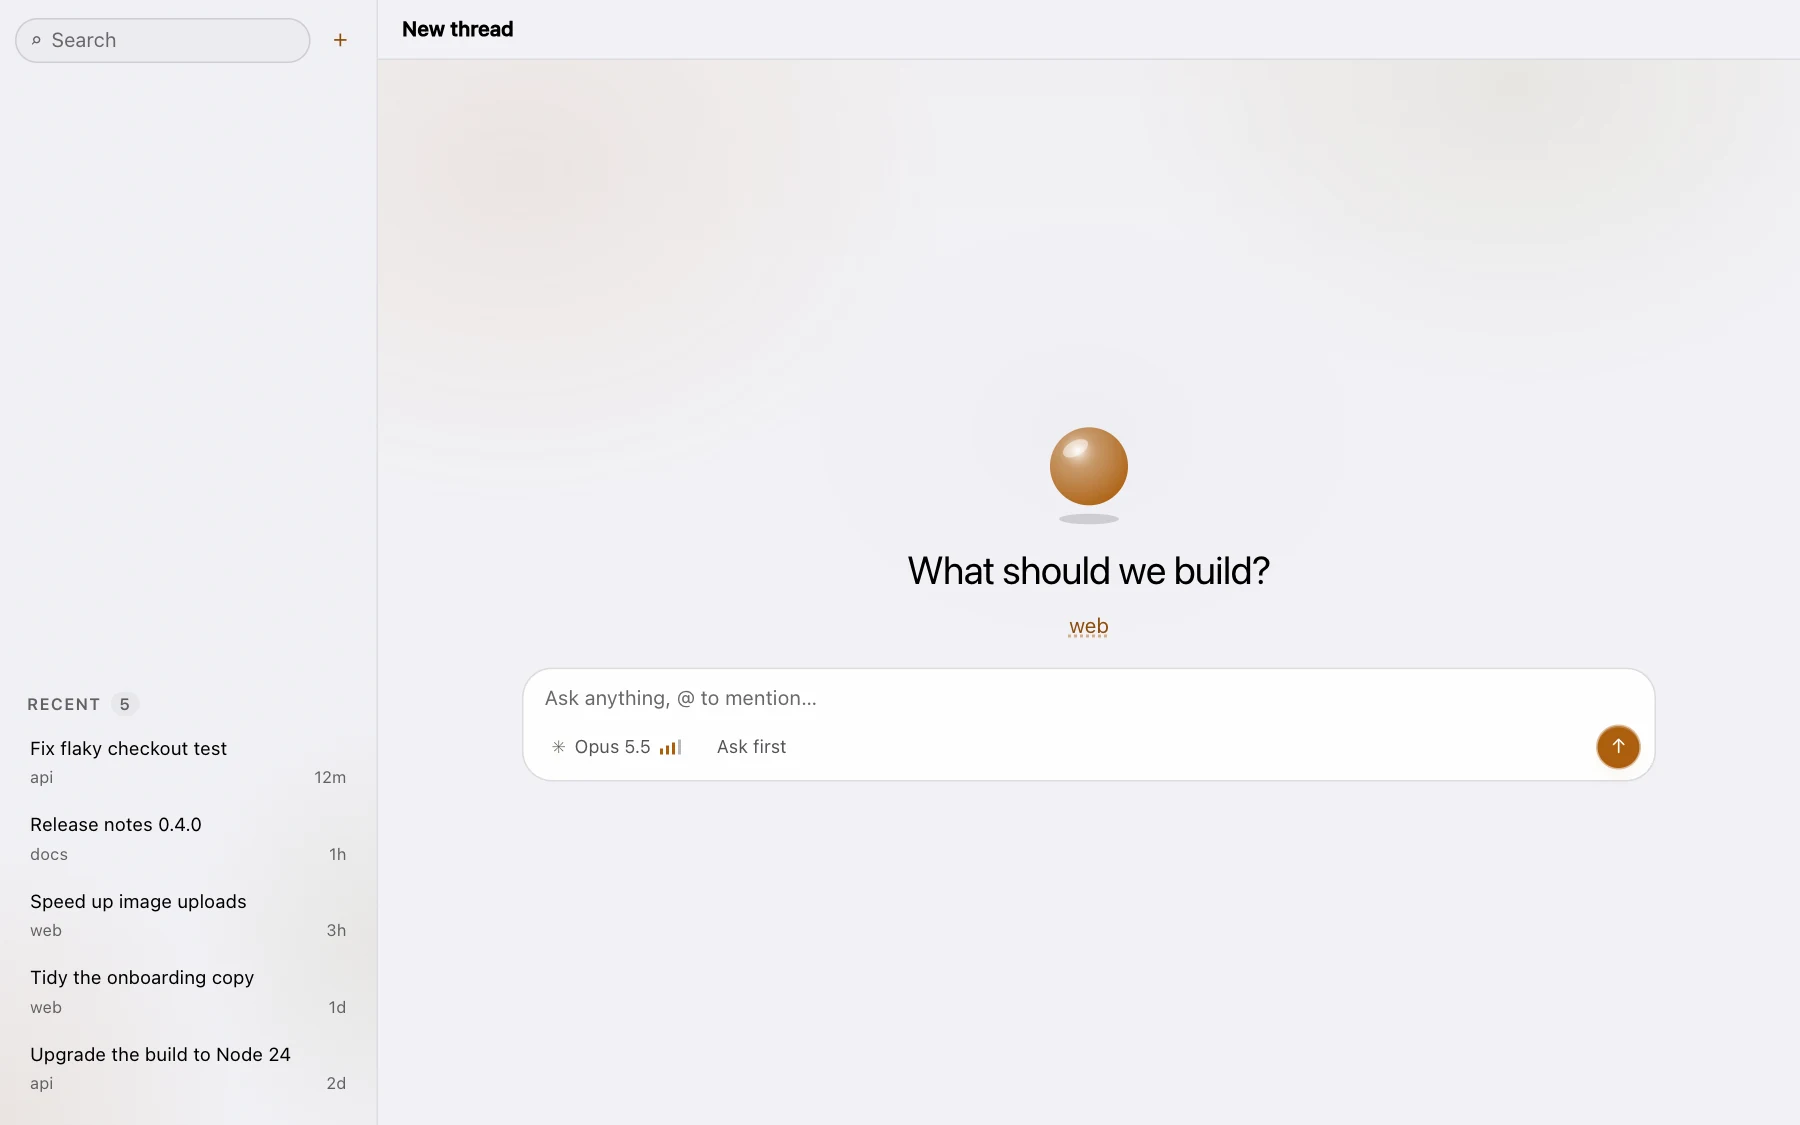 Search
+
New thread
What should we build?
web
Ask anything, @ to mention...
Opus 5.5
Ask first
RECENT 5
Fix flaky checkout test
api 12m
Release notes 0.4.0
docs 1h
Speed up image uploads
web 3h
Tidy the onboarding copy
web 1d
Upgrade the build to Node 24
api 2d